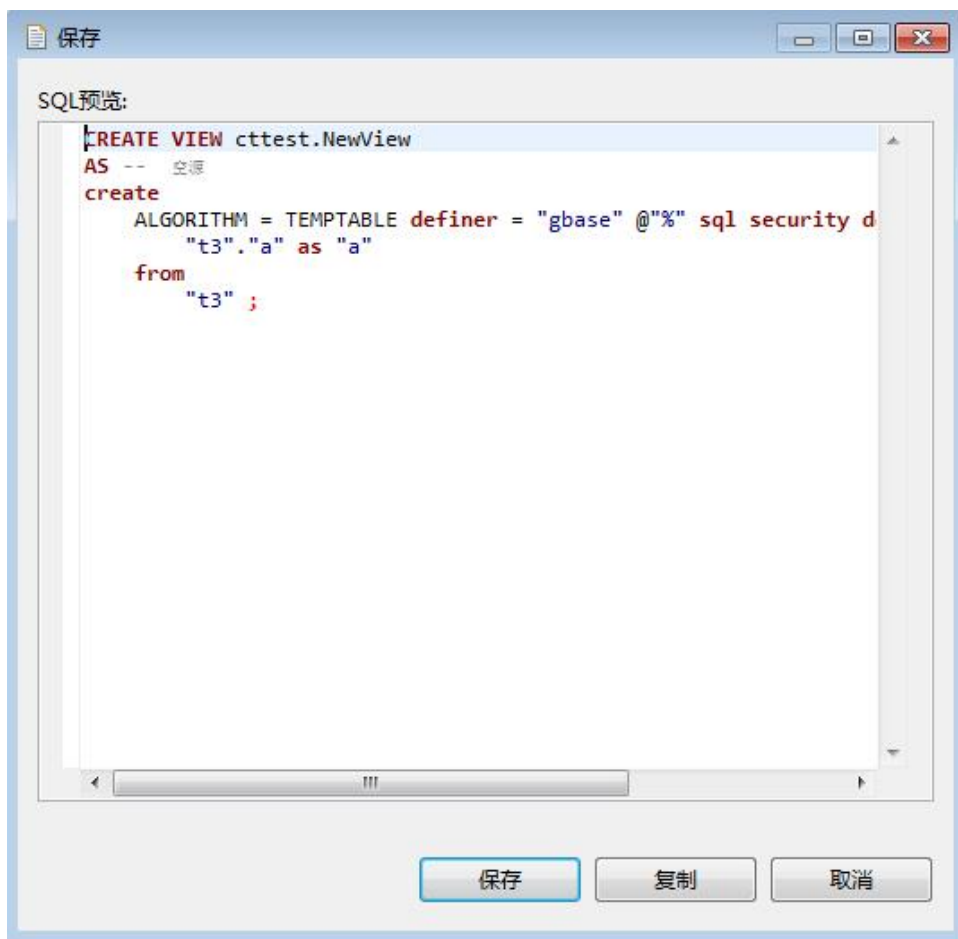 保存
SQL预览:
CREATE VIEW cttest.NewView
AS -- 空源
create
ALGORITHM = TEMPTABLE definer = "gbase" @"%" sql security d
"t3"."a" as "a"
from
"t3" ;
保存
复制
取消